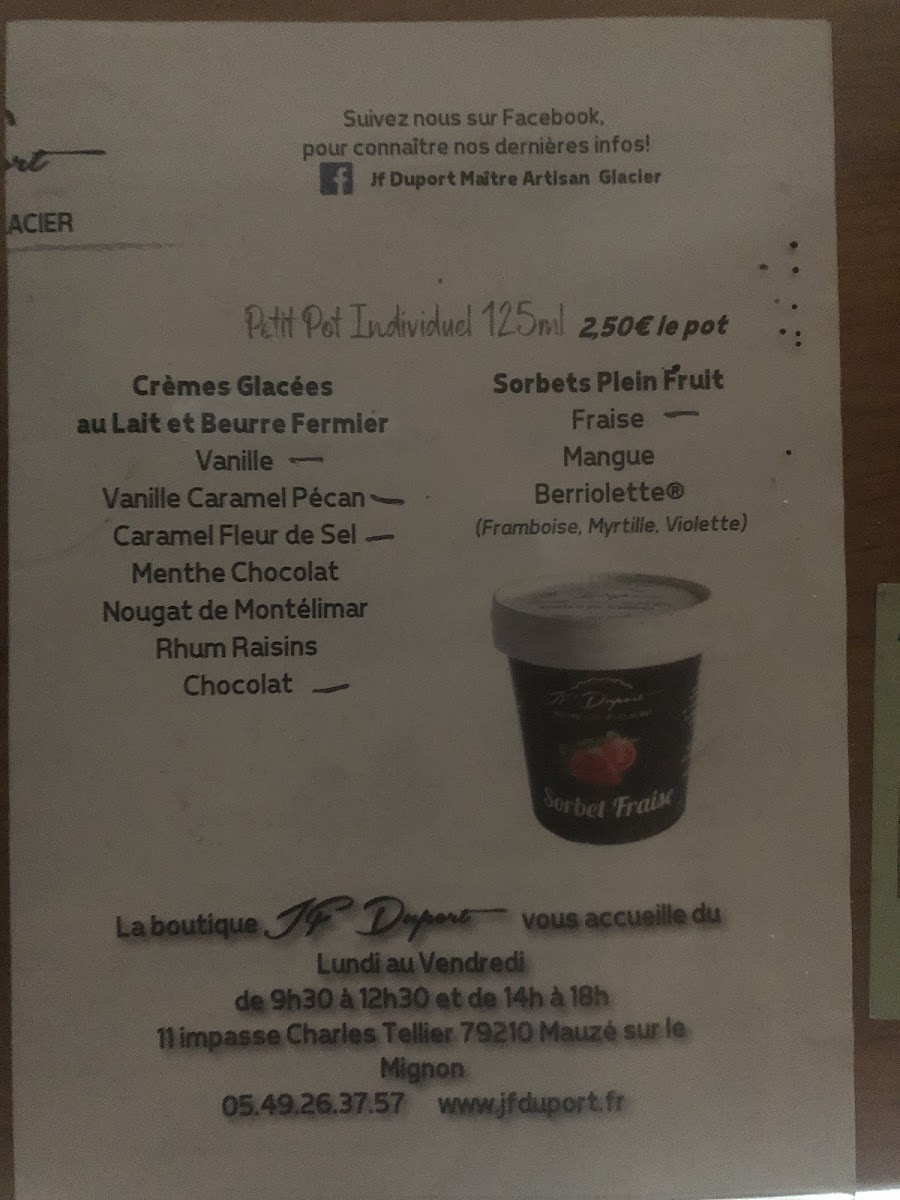 Suivez nous sur Facebook,
pour connaître nos dernières infos!
Jf Duport Maître Artisan Glacier
ort
ACIER
Petit Pot Individuel 125ml 2,50€ le pot
Crèmes Glacées
au Lait et Beurre Fermier
Vanille
Vanille Caramel Pécan
Caramel Fleur de Sel
Menthe Chocolat
Nougat de Montélimar
Rhum Raisins
Chocolat
Sorbets Plein Fruit
Fraise
Mangue
Berriolette®
(Framboise, Myrtille, Violette)
JF Duport
Sorbet Fraise
La boutique JF Duport vous accueille du
Lundi au Vendredi
de 9h30 à 12h30 et de 14h à 18h
11 impasse Charles Tellier 79210 Mauzé sur le
Mignon
05.49.26.37.57 www.jfduport.fr